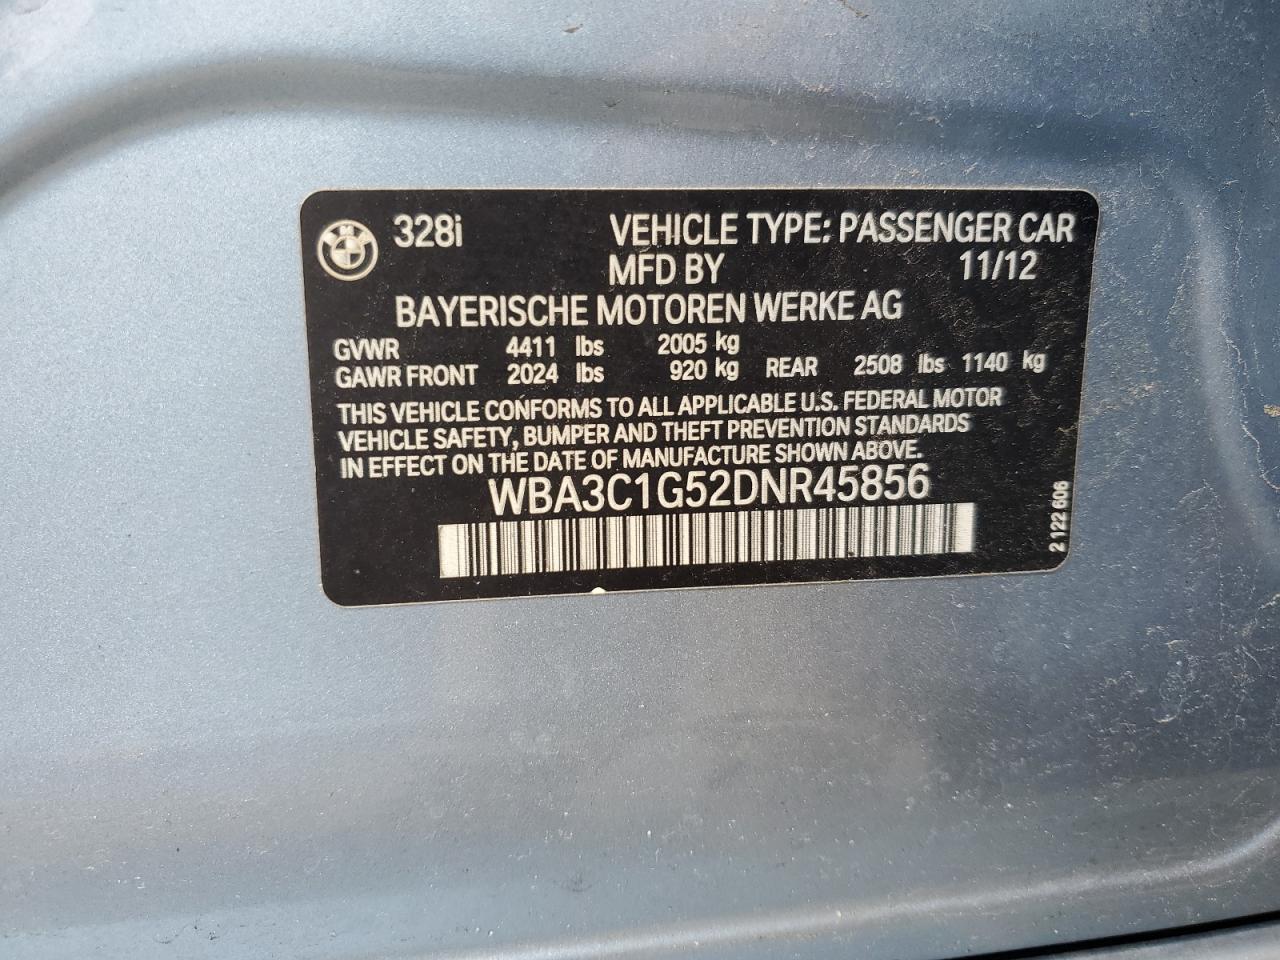 BMW 328i VEHICLE TYPE: PASSENGER CAR
MFD BY 11/12
BAYERISCHE MOTOREN WERKE AG
GVWR 4411 lbs 2005 kg
GAWR FRONT 2024 lbs 920 kg REAR 2508 lbs 1140 kg
THIS VEHICLE CONFORMS TO ALL APPLICABLE U.S. FEDERAL MOTOR
VEHICLE SAFETY, BUMPER AND THEFT PREVENTION STANDARDS
IN EFFECT ON THE DATE OF MANUFACTURE SHOWN ABOVE.
WBA3C1G52DNR45856
2 122 606